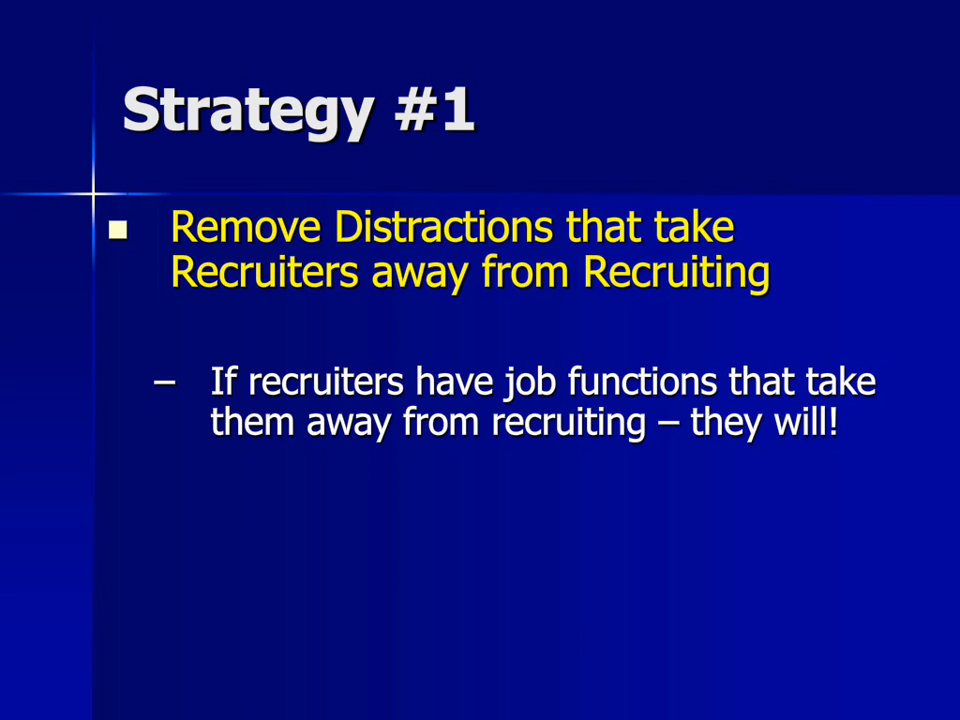 Strategy #1
Remove Distractions that take
Recruiters away from Recruiting
– If recruiters have job functions that take
them away from recruiting – they will!